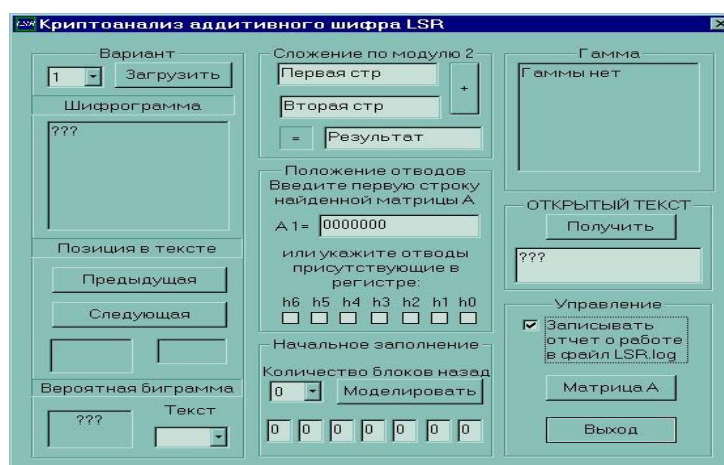 LSR Криптоанализ аддитивного шифра LSR
Вариант
1
Загрузить
Шифрограмма
???
Позиция в тексте
Предыдущая
Следующая
Вероятная биграмма
???
Текст
Сложение по модулю 2
Первая стр
+
Вторая стр
=
Результат
Положение отводов
Введите первую строку
найденной матрицы А
А1=
0000000
или укажите отводы
присутствующие в
регистре:
h6 h5 h4 h3 h2 h1 h0
Начальное заполнение
Количество блоков назад
0
Моделировать
0 0 0 0 0 0 0
Гамма
Гаммы нет
ОТКРЫТЫЙ ТЕКСТ
Получить
???
Управление
Записывать
отчет о работе
в файл LSR.log
Матрица А
Выход